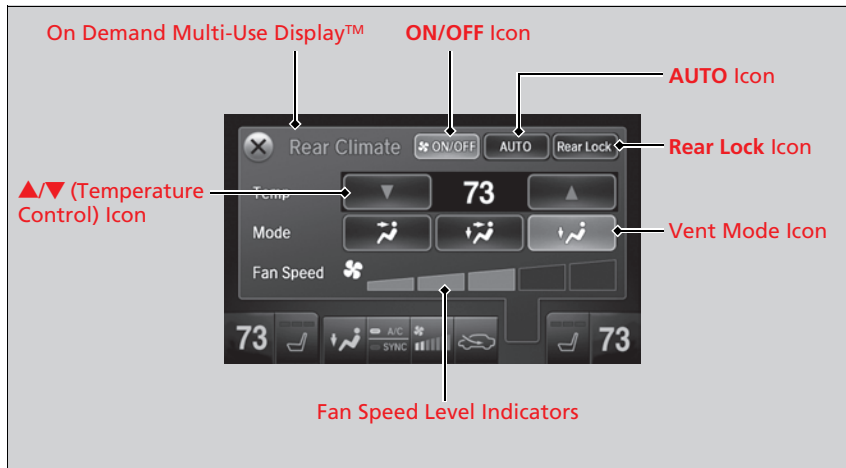 On Demand Multi-Use Display™
ON/OFF Icon
AUTO Icon
Rear Climate ON/OFF AUTO Rear Lock
Rear Lock Icon
▲/▼ (Temperature
Control) Icon
Temp ▼ 73 ▲
Mode
Vent Mode Icon
Fan Speed
73 A/C 73
SYNC
Fan Speed Level Indicators